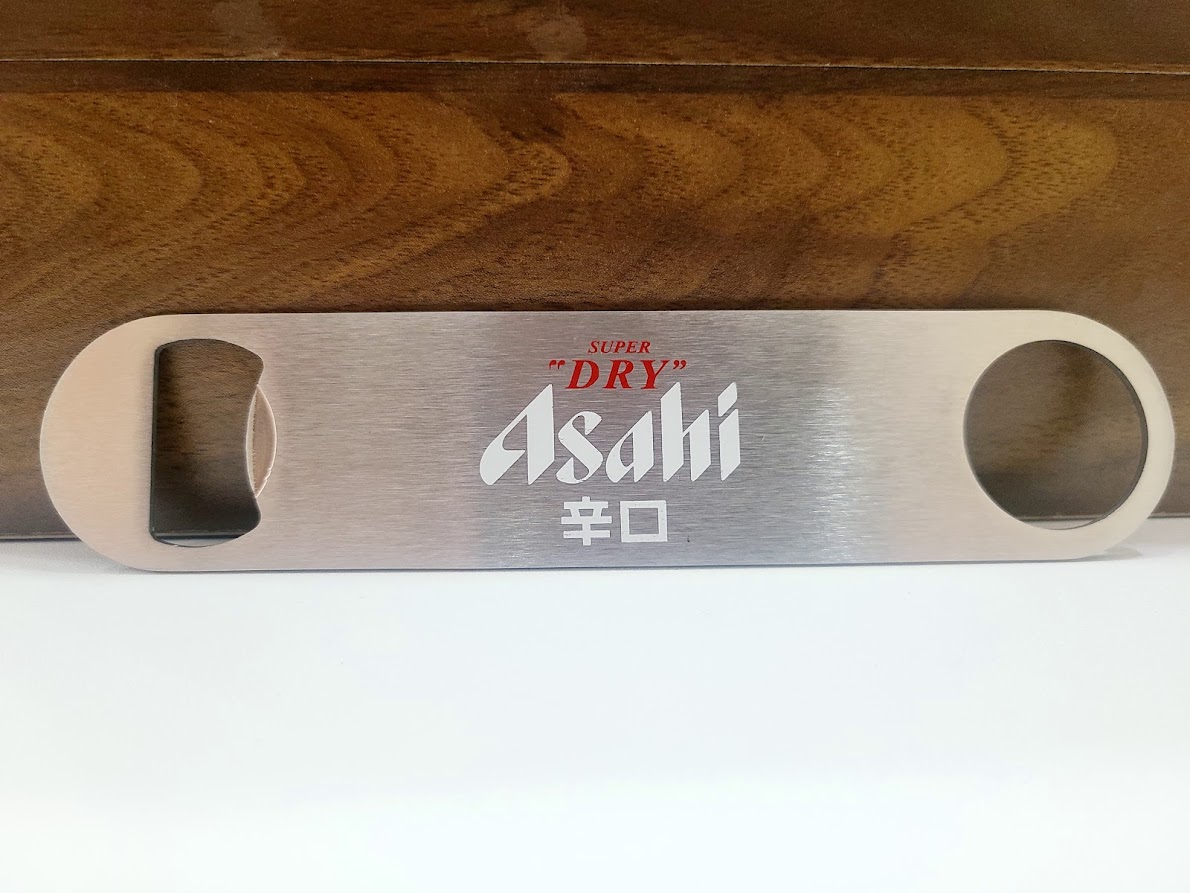 SUPER
"DRY"
Asahi
辛口